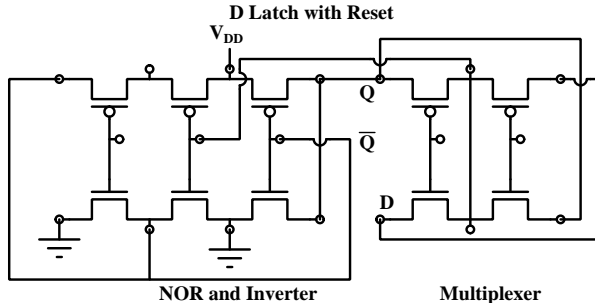 D Latch with Reset
V_DD
Q
Q̅
D
NOR and Inverter
Multiplexer